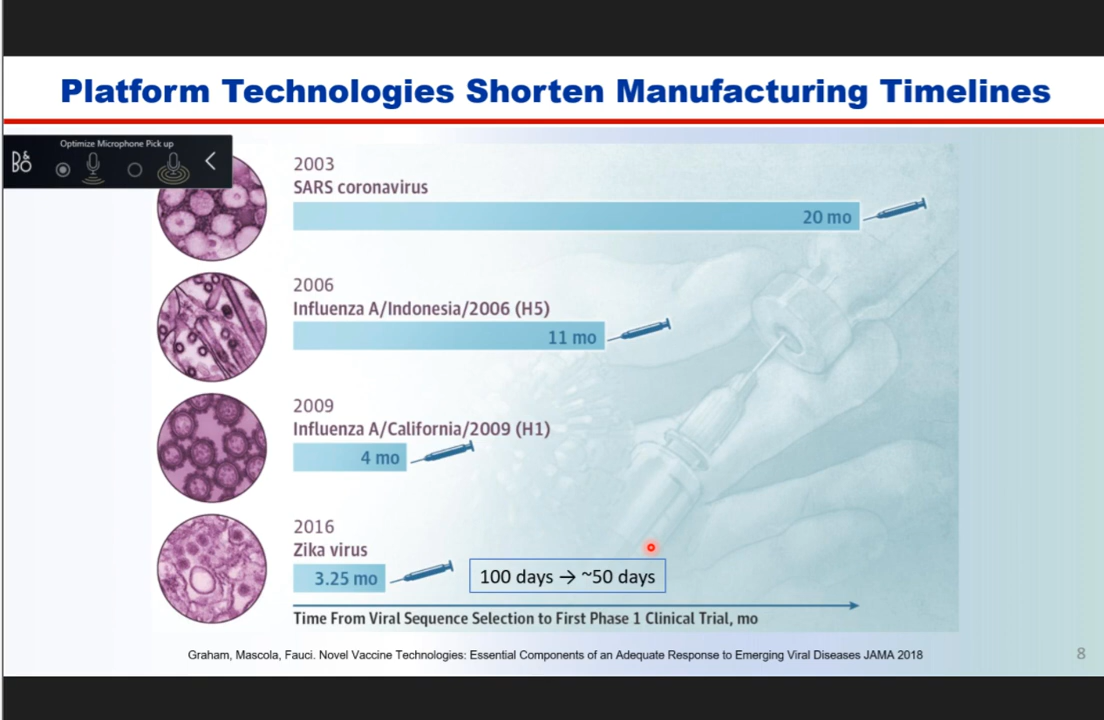 Platform Technologies Shorten Manufacturing Timelines
Optimize Microphone Pick up
B&O
2003
SARS coronavirus
20 mo
2006
Influenza A/Indonesia/2006 (H5)
11 mo
2009
Influenza A/California/2009 (H1)
4 mo
2016
Zika virus
3.25 mo
100 days → ~50 days
Time From Viral Sequence Selection to First Phase 1 Clinical Trial, mo
Graham, Mascola, Fauci. Novel Vaccine Technologies: Essential Components of an Adequate Response to Emerging Viral Diseases JAMA 2018
8